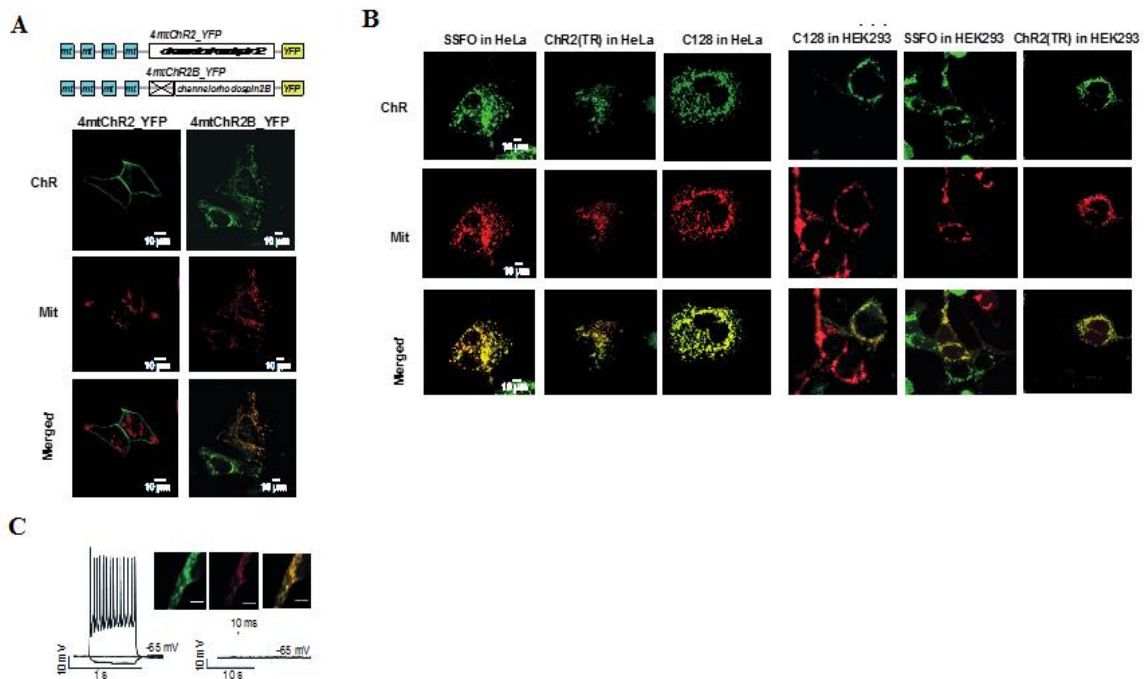 A
4mtChR2_YFP
mt mt mt mt YFP
4mtChR2B_YFP
mt mt mt mt channelrhodospin2B YFP
4mtChR2_YFP 4mtChR2B_YFP
ChR
10 µm 10 µm
Mit
10 µm 10 µm
Merged
10 µm 10 µm
B
SSFO in HeLa ChR2(TR) in HeLa C128 in HeLa C128 in HEK293 SSFO in HEK293 ChR2(TR) in HEK293
ChR
10 µm
Mit
10 µm
Merged
10 µm
C
10 ms
-65 mV -65 mV
10 mV 10 mV
1 s 10 s